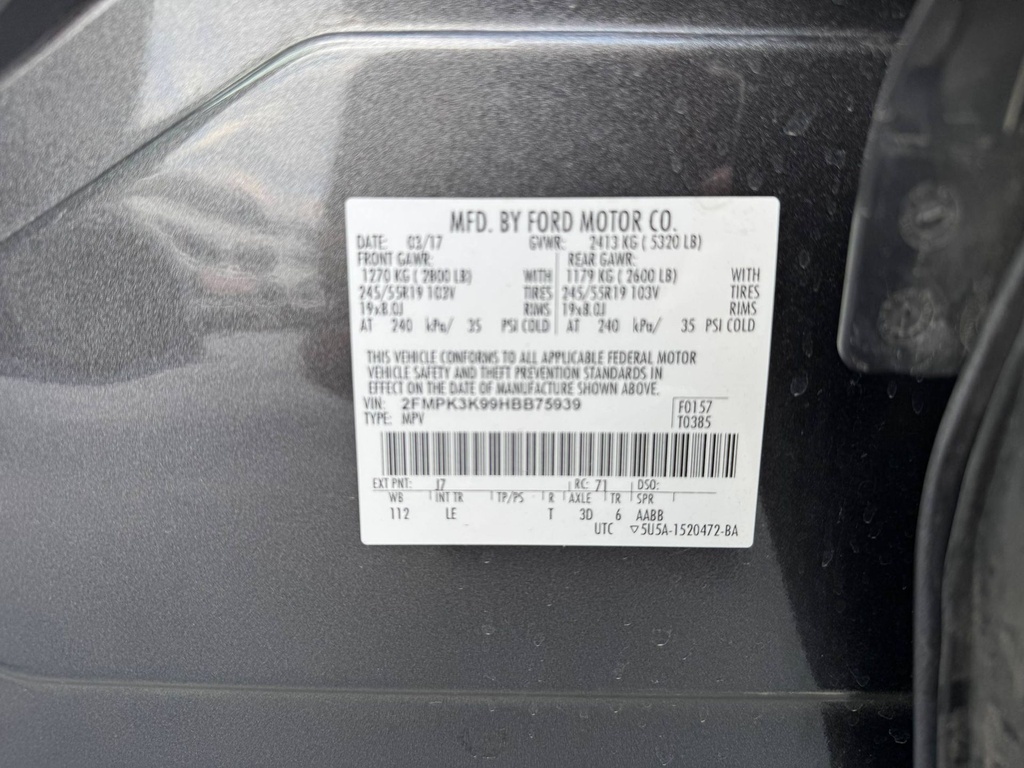 MFD. BY FORD MOTOR CO.
DATE: 03/17 GVWR: 2413 KG ( 5320 LB)
FRONT GAWR: REAR GAWR:
1270 KG ( 2800 LB) WITH 1179 KG ( 2600 LB) WITH
245/55R19 103V TIRES 245/55R19 103V TIRES
19x8.0J RIMS 19x8.0J RIMS
AT 240 kPa/ 35 PSI COLD AT 240 kPa/ 35 PSI COLD
THIS VEHICLE CONFORMS TO ALL APPLICABLE FEDERAL MOTOR
VEHICLE SAFETY AND THEFT PREVENTION STANDARDS IN
EFFECT ON THE DATE OF MANUFACTURE SHOWN ABOVE.
VIN: 2FMPK3K99HBB75939 F0157
TYPE: MPV T0385
EXT PNT: J7 RC: 71 DSO:
WB INT TR TP/PS R AXLE TR SPR
112 LE T 3D 6 AABB
UTC ▽5U5A-1520472-BA